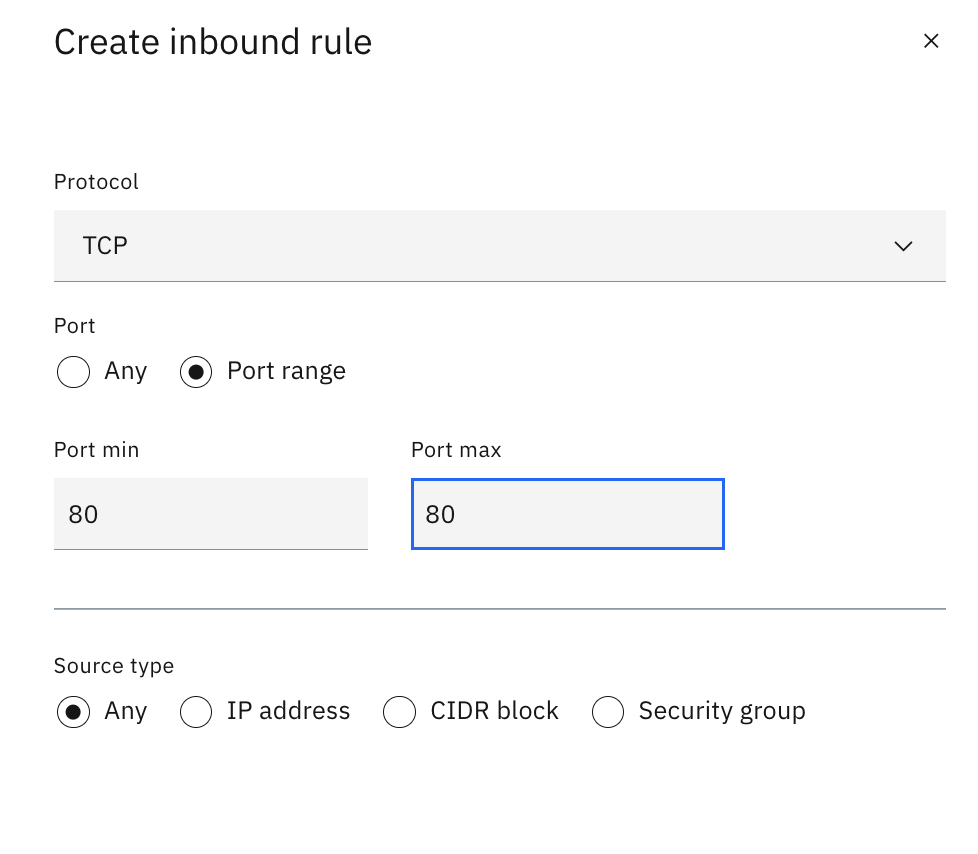 Create inbound rule
Protocol
TCP
Port
Any Port range
Port min Port max
80 80
Source type
Any IP address CIDR block Security group